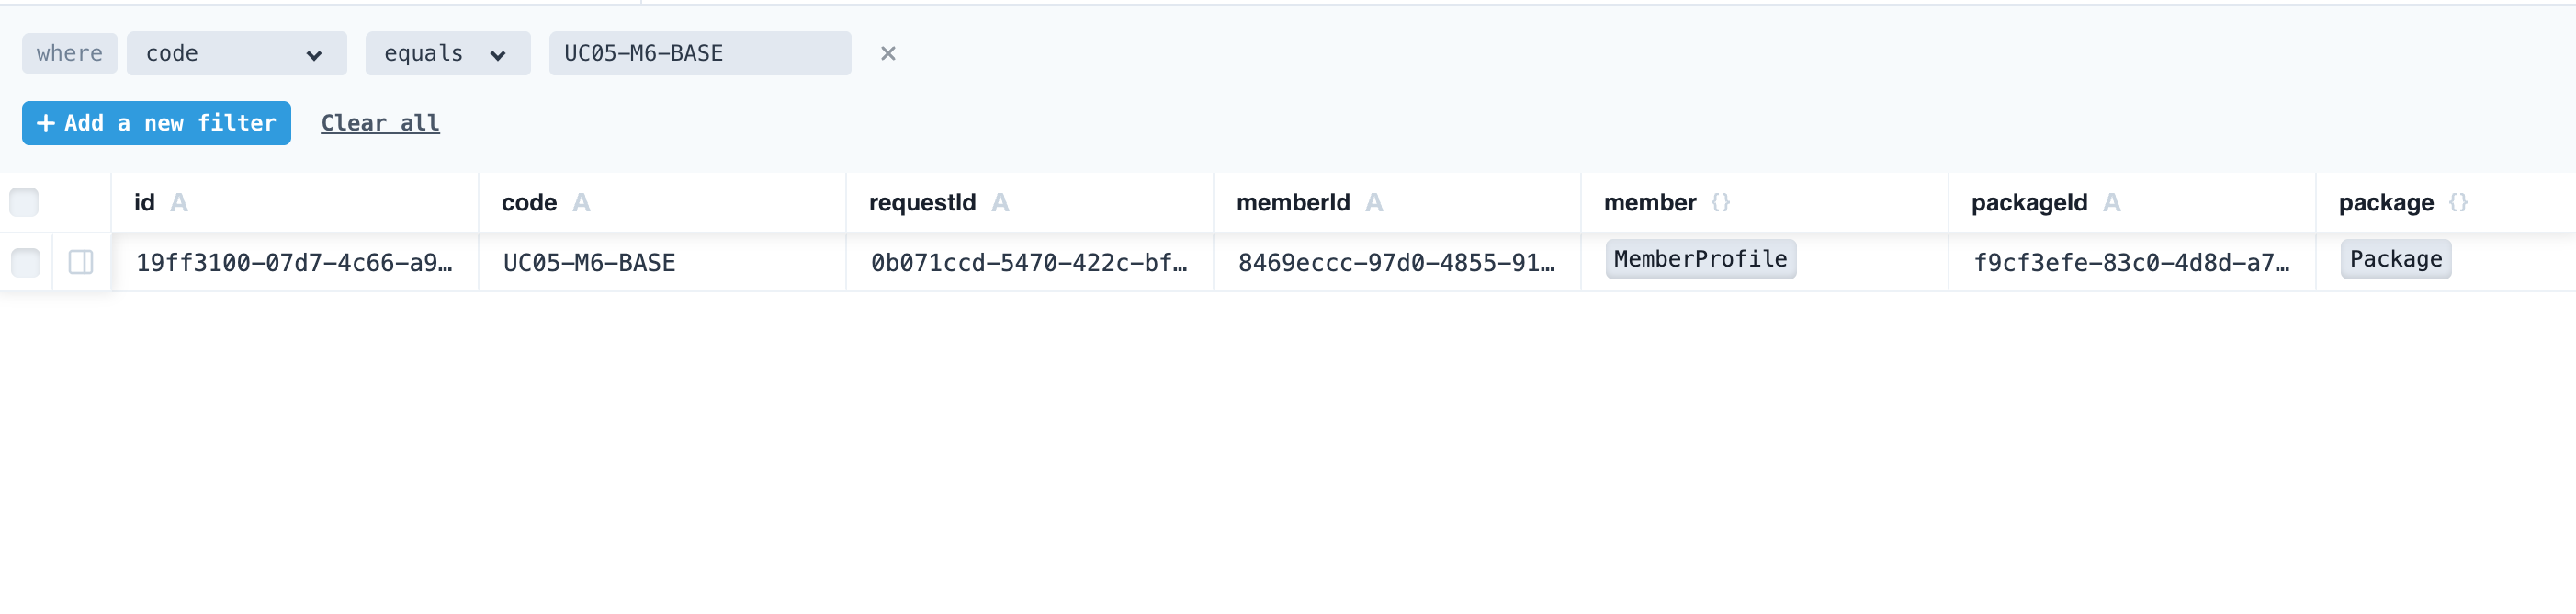 where code equals UC05-M6-BASE ×
+ Add a new filter Clear all
id A code A requestId A memberId A member {} packageId A package {}
19ff3100-07d7-4c66-a9… UC05-M6-BASE 0b071ccd-5470-422c-bf… 8469eccc-97d0-4855-91… MemberProfile f9cf3efe-83c0-4d8d-a7… Package